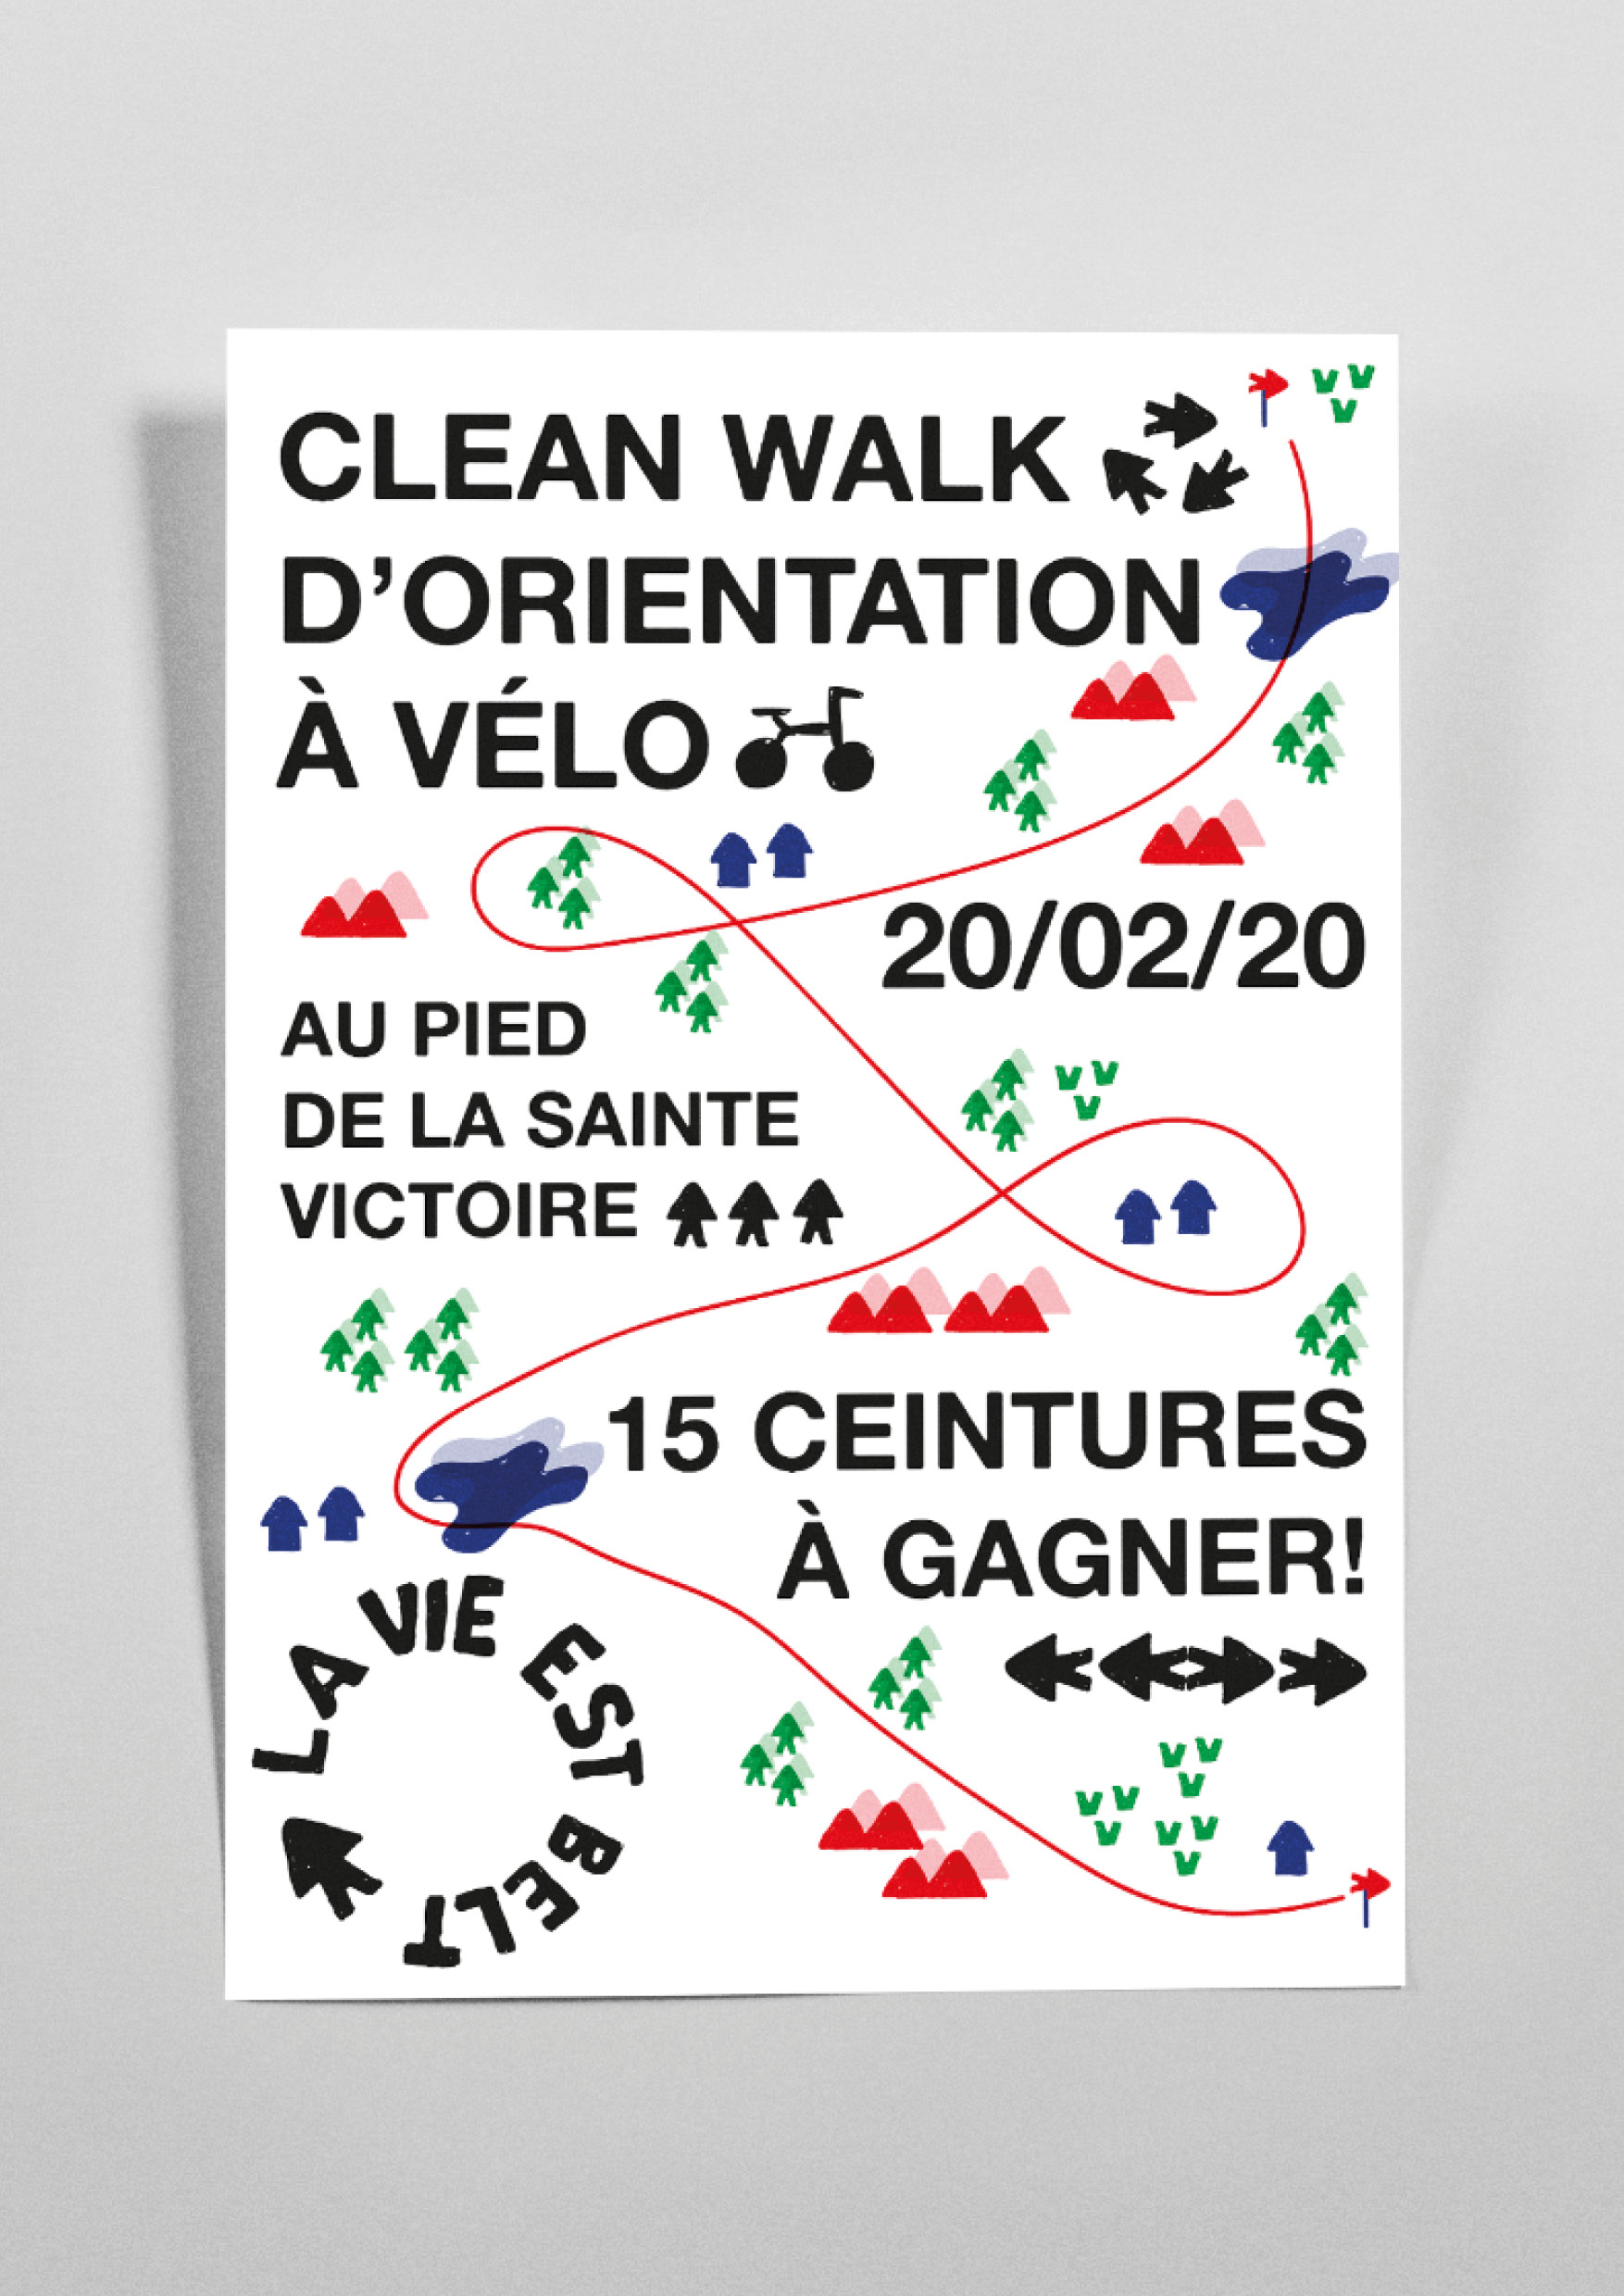 CLEAN WALK
D’ORIENTATION
À VÉLO
20/02/20
AU PIED
DE LA SAINTE
VICTOIRE
15 CEINTURES
À GAGNER!
LA VIE EST BELT